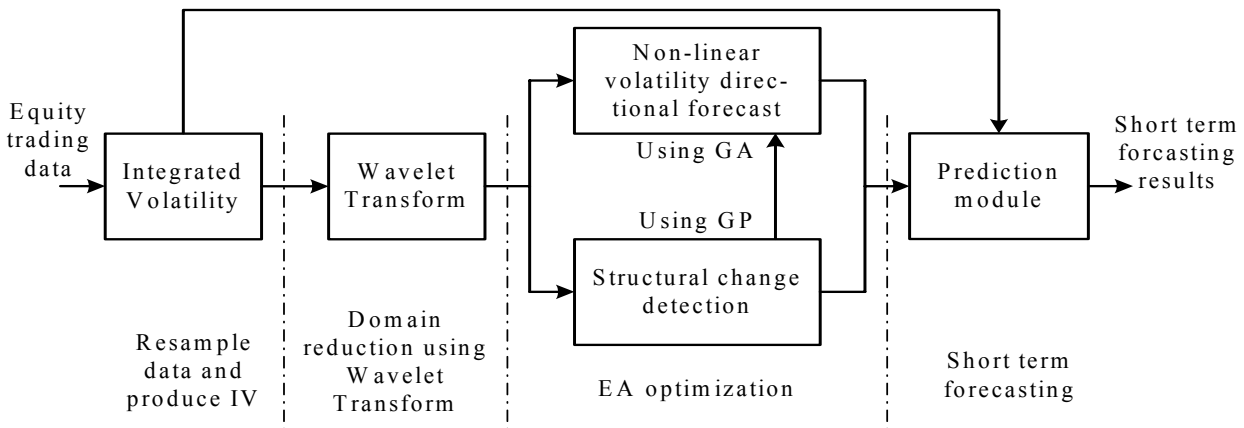 Equity
trading
data
Integrated
Volatility
Wavelet
Transform
Non-linear
volatility direc-
tional forecast
Using GA
Using GP
Structural change
detection
Prediction
module
Short term
forcasting
results
Resample
data and
produce IV
Domain
reduction using
Wavelet
Transform
EA optimization
Short term
forecasting